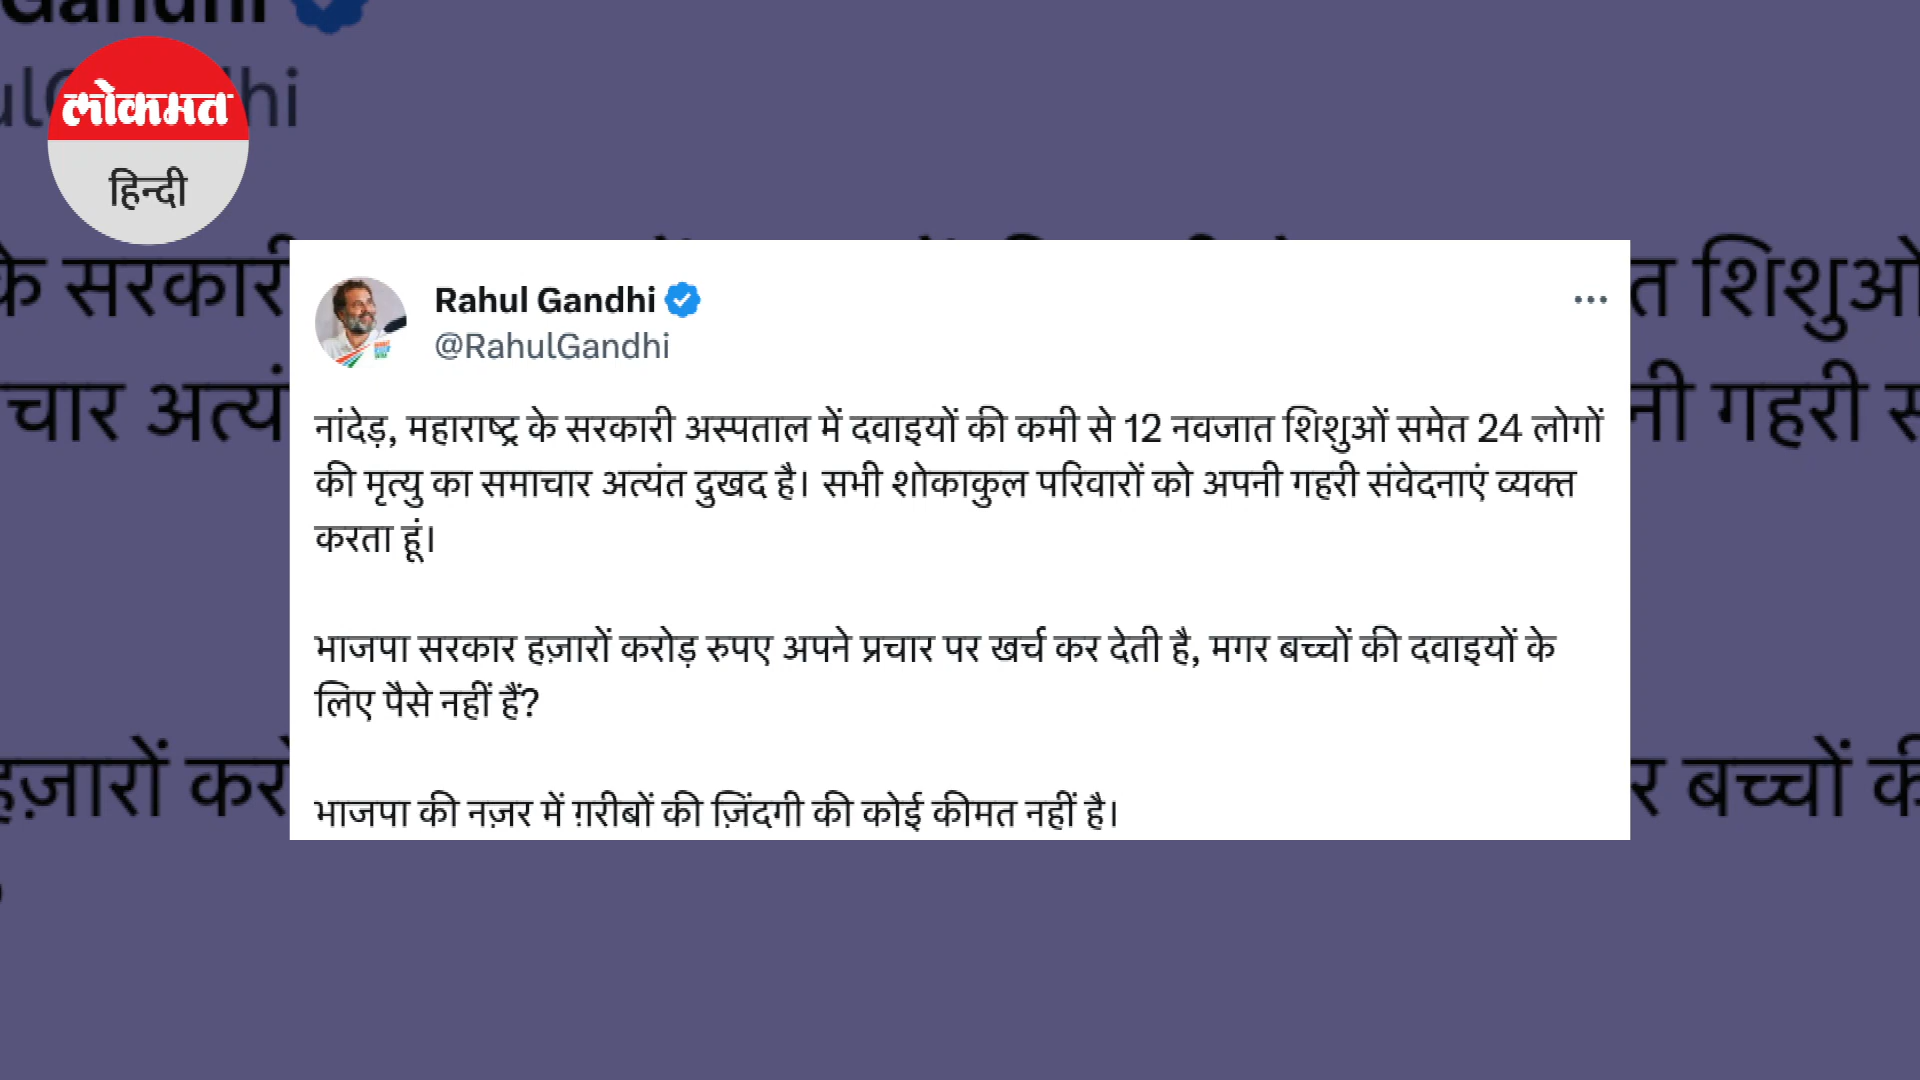 लोकमत
हिन्दी
Rahul Gandhi
@RahulGandhi
नांदेड़, महाराष्ट्र के सरकारी अस्पताल में दवाइयों की कमी से 12 नवजात शिशुओं समेत 24 लोगों
की मृत्यु का समाचार अत्यंत दुखद है। सभी शोकाकुल परिवारों को अपनी गहरी संवेदनाएं व्यक्त
करता हूं।
भाजपा सरकार हज़ारों करोड़ रुपए अपने प्रचार पर खर्च कर देती है, मगर बच्चों की दवाइयों के
लिए पैसे नहीं हैं?
भाजपा की नज़र में ग़रीबों की ज़िंदगी की कोई कीमत नहीं है।